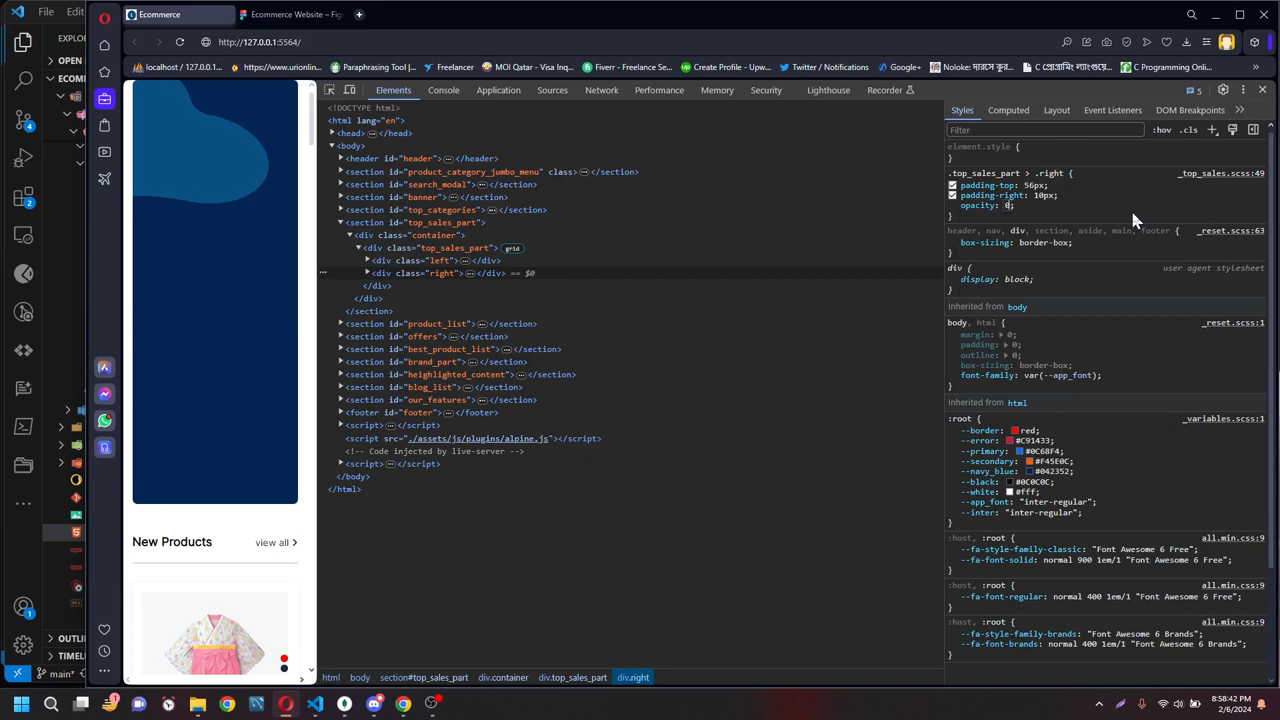 File
Edit
Ecommerce
Ecommerce Website – Fig
http://127.0.0.1:5564/
localhost / 127.0.0.1...
https://www.urionlin...
Paraphrasing Tool |...
Freelancer
MOI Qatar - Visa Inq...
Fiverr - Freelance Se...
Create Profile - Upw...
Twitter / Notifications
Google+
C Programming Onl...
EXPLOR
OPEN
ECOMME
OUTLIN
TIMELIN
main*
New Products
view all
Elements
Console
Application
Sources
Network
Performance
Memory
Security
Lighthouse
Recorder
5
<!DOCTYPE html>
<html lang="en">
<head> </head>
<body>
<header id="header"> </header>
<section id="product_category_jumbo_menu" class> </section>
<section id="search_modal"> </section>
<section id="banner"> </section>
<section id="top_categories"> </section>
<section id="top_sales_part">
<div class="container">
<div class="top_sales_part"> grid
<div class="left"> </div>
<div class="right"> </div> == $0
</div>
</div>
</section>
<section id="product_list"> </section>
<section id="offers"> </section>
<section id="best_product_list"> </section>
<section id="brand_part"> </section>
<section id="heighlighted_content"> </section>
<section id="blog_list"> </section>
<section id="our_features"> </section>
<footer id="footer"> </footer>
<script> </script>
<script src="./assets/js/plugins/alpine.js"></script>
<!-- Code injected by live-server -->
<script> </script>
</body>
</html>
html body section#top_sales_part div.container div.top_sales_part div.right
Styles
Computed
Layout
Event Listeners
DOM Breakpoints
Filter
:hov .cls
element.style {
}
.top_sales_part > .right { _top_sales.scss:49
padding-top: 56px;
padding-right: 10px;
opacity: 0;
}
header, nav, div, section, aside, main, footer { _reset.scss:63
box-sizing: border-box;
}
div { user agent stylesheet
display: block;
}
Inherited from body
body, html { _reset.scss:1
margin: 0;
padding: 0;
outline: 0;
box-sizing: border-box;
font-family: var(--app_font);
}
Inherited from html
:root { _variables.scss:1
--border: red;
--error: #C91433;
--primary: #0C68F4;
--secondary: #F45E0C;
--navy_blue: #042352;
--black: #0C0C0C;
--white: #fff;
--app_font: "inter-regular";
--inter: "inter-regular";
}
:host, :root { all.min.css:9
--fa-style-family-classic: "Font Awesome 6 Free";
--fa-font-solid: normal 900 1em/1 "Font Awesome 6 Free";
}
:host, :root { all.min.css:9
--fa-font-regular: normal 400 1em/1 "Font Awesome 6 Free";
}
:host, :root { all.min.css:9
--fa-style-family-brands: "Font Awesome 6 Brands";
--fa-font-brands: normal 400 1em/1 "Font Awesome 6 Brands";
}
8:58:42 PM
2/6/2024